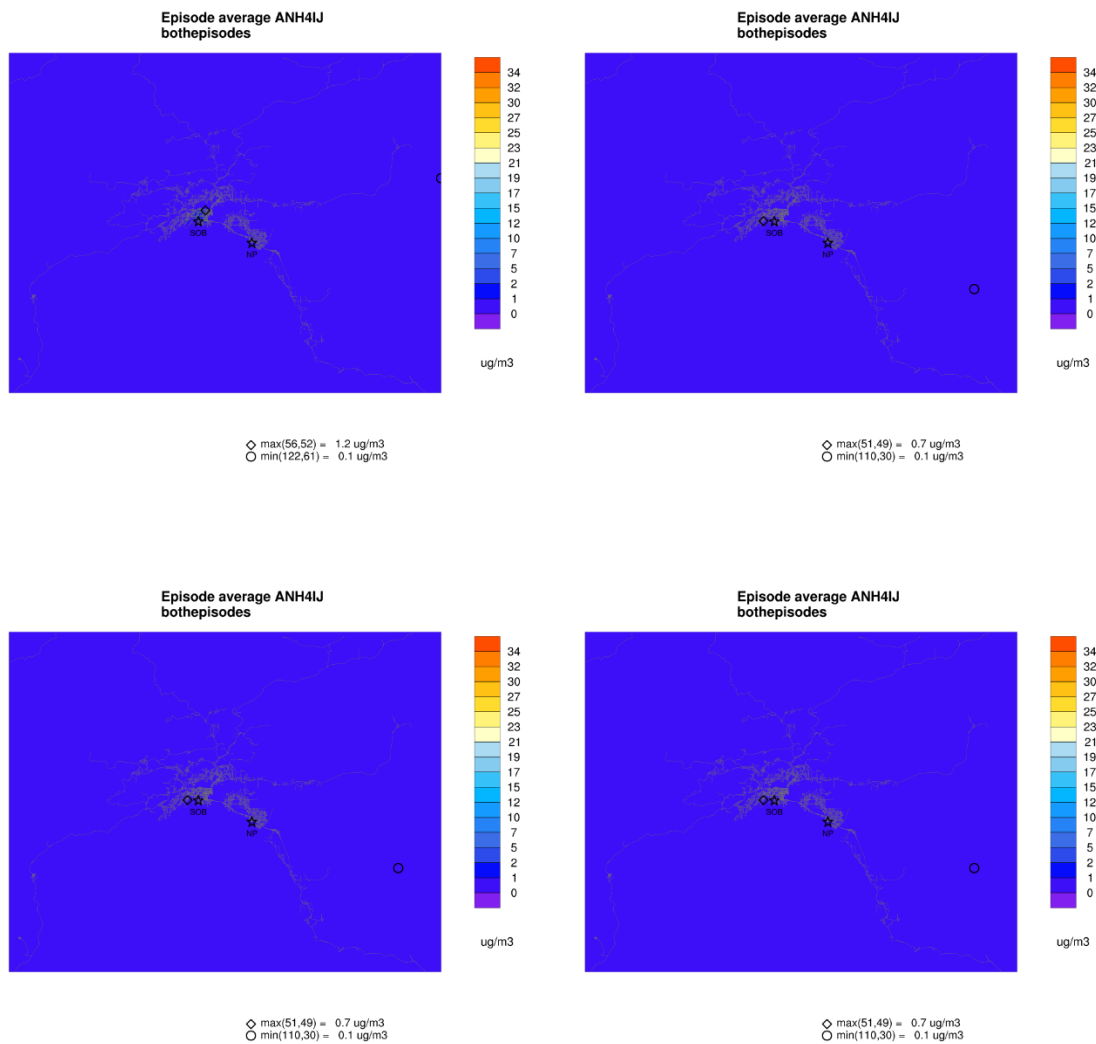 Episode average ANH4IJ
bothepisodes
34
32
30
27
25
23
21
19
17
15
12
10
7
5
2
1
0
ug/m3
SOB
NP
max(56,52) = 1.2 ug/m3
min(122,61) = 0.1 ug/m3
Episode average ANH4IJ
bothepisodes
34
32
30
27
25
23
21
19
17
15
12
10
7
5
2
1
0
ug/m3
SOB
NP
max(51,49) = 0.7 ug/m3
min(110,30) = 0.1 ug/m3
Episode average ANH4IJ
bothepisodes
34
32
30
27
25
23
21
19
17
15
12
10
7
5
2
1
0
ug/m3
SOB
NP
max(51,49) = 0.7 ug/m3
min(110,30) = 0.1 ug/m3
Episode average ANH4IJ
bothepisodes
34
32
30
27
25
23
21
19
17
15
12
10
7
5
2
1
0
ug/m3
SOB
NP
max(51,49) = 0.7 ug/m3
min(110,30) = 0.1 ug/m3